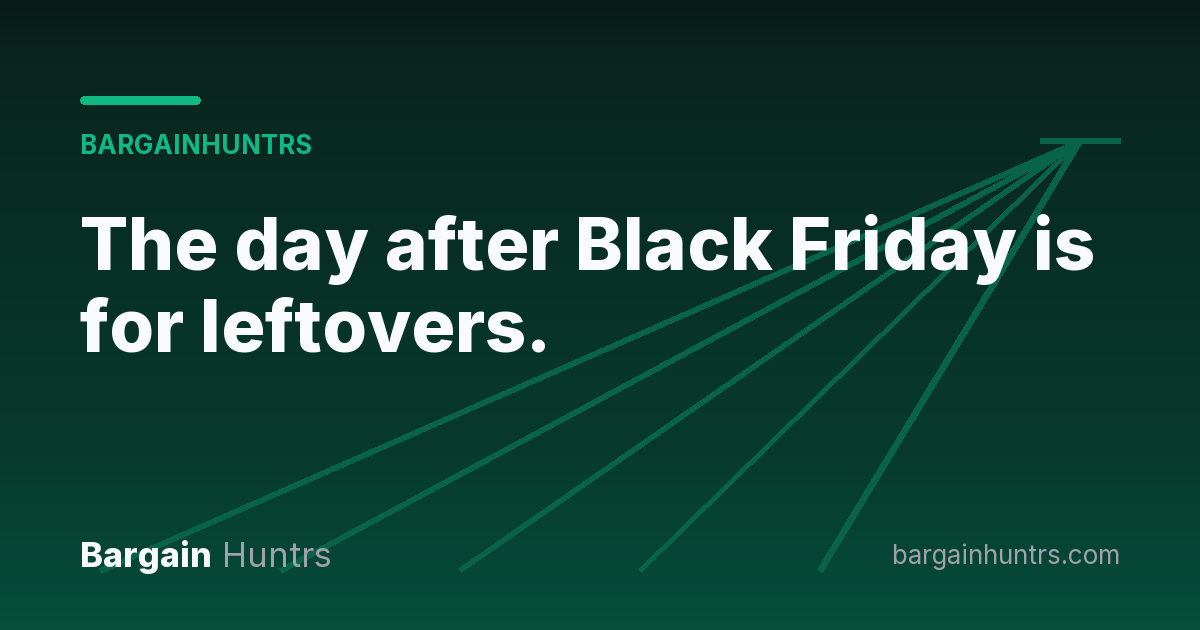 BARGAINHUNTRS
The day after Black Friday is
for leftovers.
Bargain Huntrs
bargainhuntrs.com